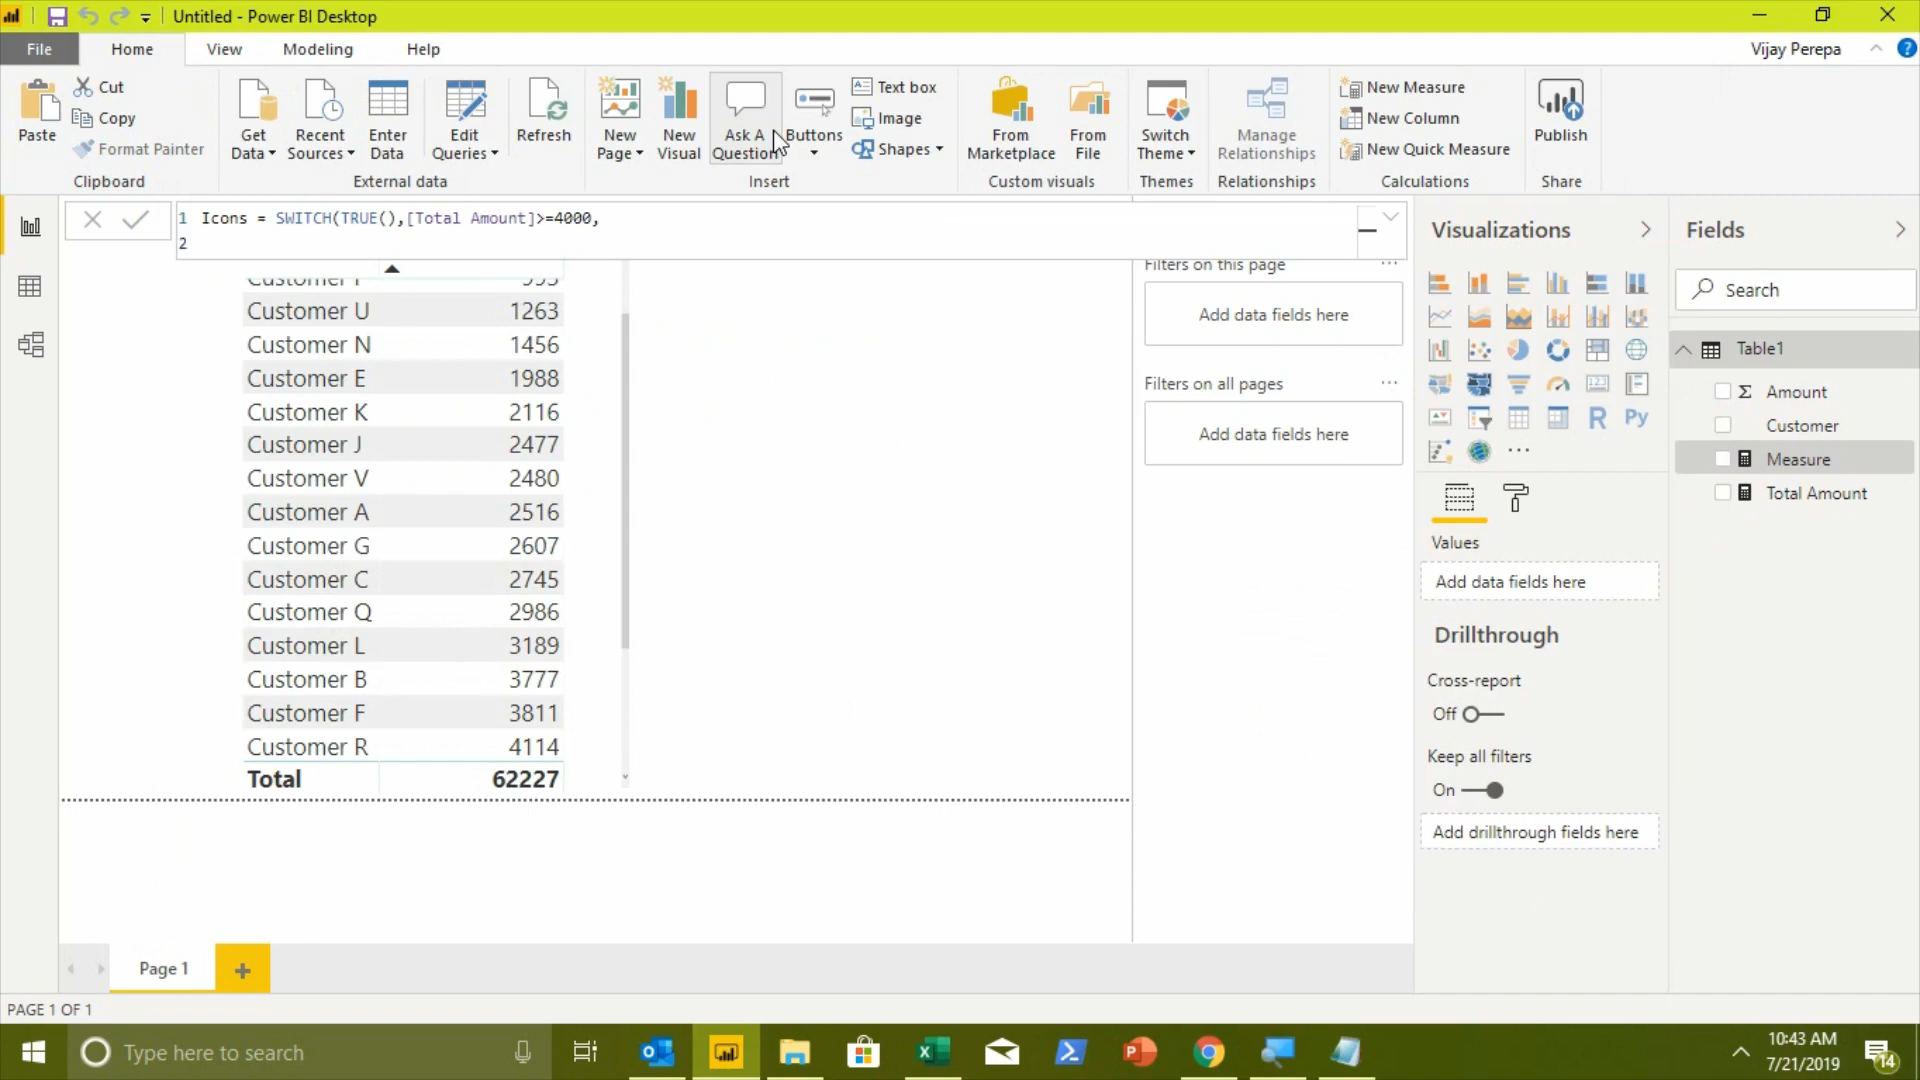 Untitled - Power BI Desktop
File Home View Modeling Help Vijay Perepa ?
Paste
Cut
Copy
Format Painter
Clipboard
Get Data
Recent Sources
Enter Data
Edit Queries
Refresh
External data
New Page
New Visual
Ask A Question
Buttons
Text box
Image
Shapes
Insert
From Marketplace
From File
Custom visuals
Switch Theme
Themes
Manage Relationships
Relationships
New Measure
New Column
New Quick Measure
Calculations
Publish
Share
1 Icons = SWITCH(TRUE(),[Total Amount]>=4000,
2
Customer U 1263
Customer N 1456
Customer E 1988
Customer K 2116
Customer J 2477
Customer V 2480
Customer A 2516
Customer G 2607
Customer C 2745
Customer Q 2986
Customer L 3189
Customer B 3777
Customer F 3811
Customer R 4114
Total 62227
Filters on this page ...
Add data fields here
Filters on all pages ...
Add data fields here
Visualizations
R Py
...
Values
Add data fields here
Drillthrough
Cross-report
Off
Keep all filters
On
Add drillthrough fields here
Fields
Search
Table1
Σ Amount
Customer
Measure
Total Amount
Page 1 +
PAGE 1 OF 1
Type here to search
10:43 AM
7/21/2019
14